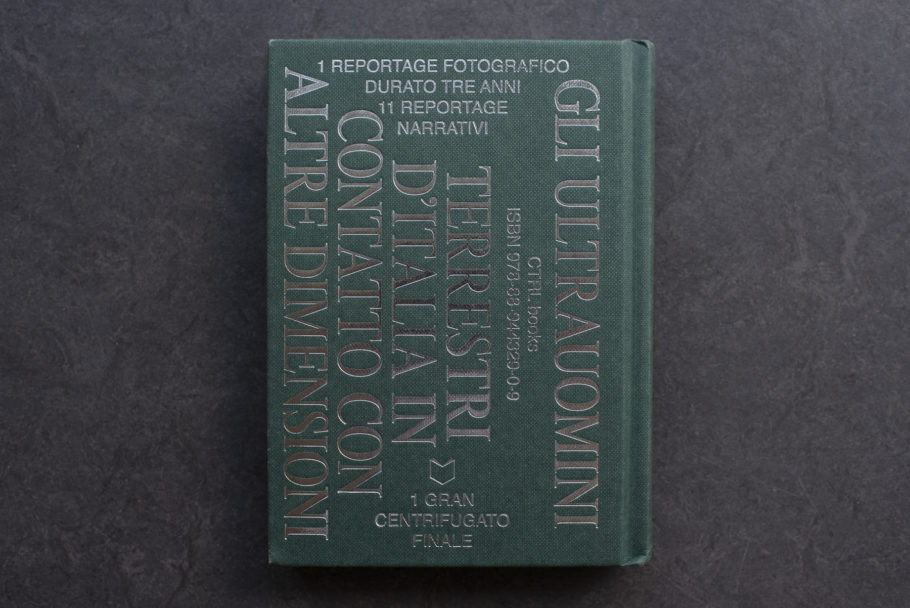 1 REPORTAGE FOTOGRAFICO
DURATO TRE ANNI
11 REPORTAGE
NARRATIVI
GLI ULTRAUOMINI
CTRL books
ISBN 978-88-944929-0-9
TERRESTRI
D'ITALIA IN
CONTATTO CON
ALTRE DIMENSIONI
1 GRAN
CENTRIFUGATO
FINALE